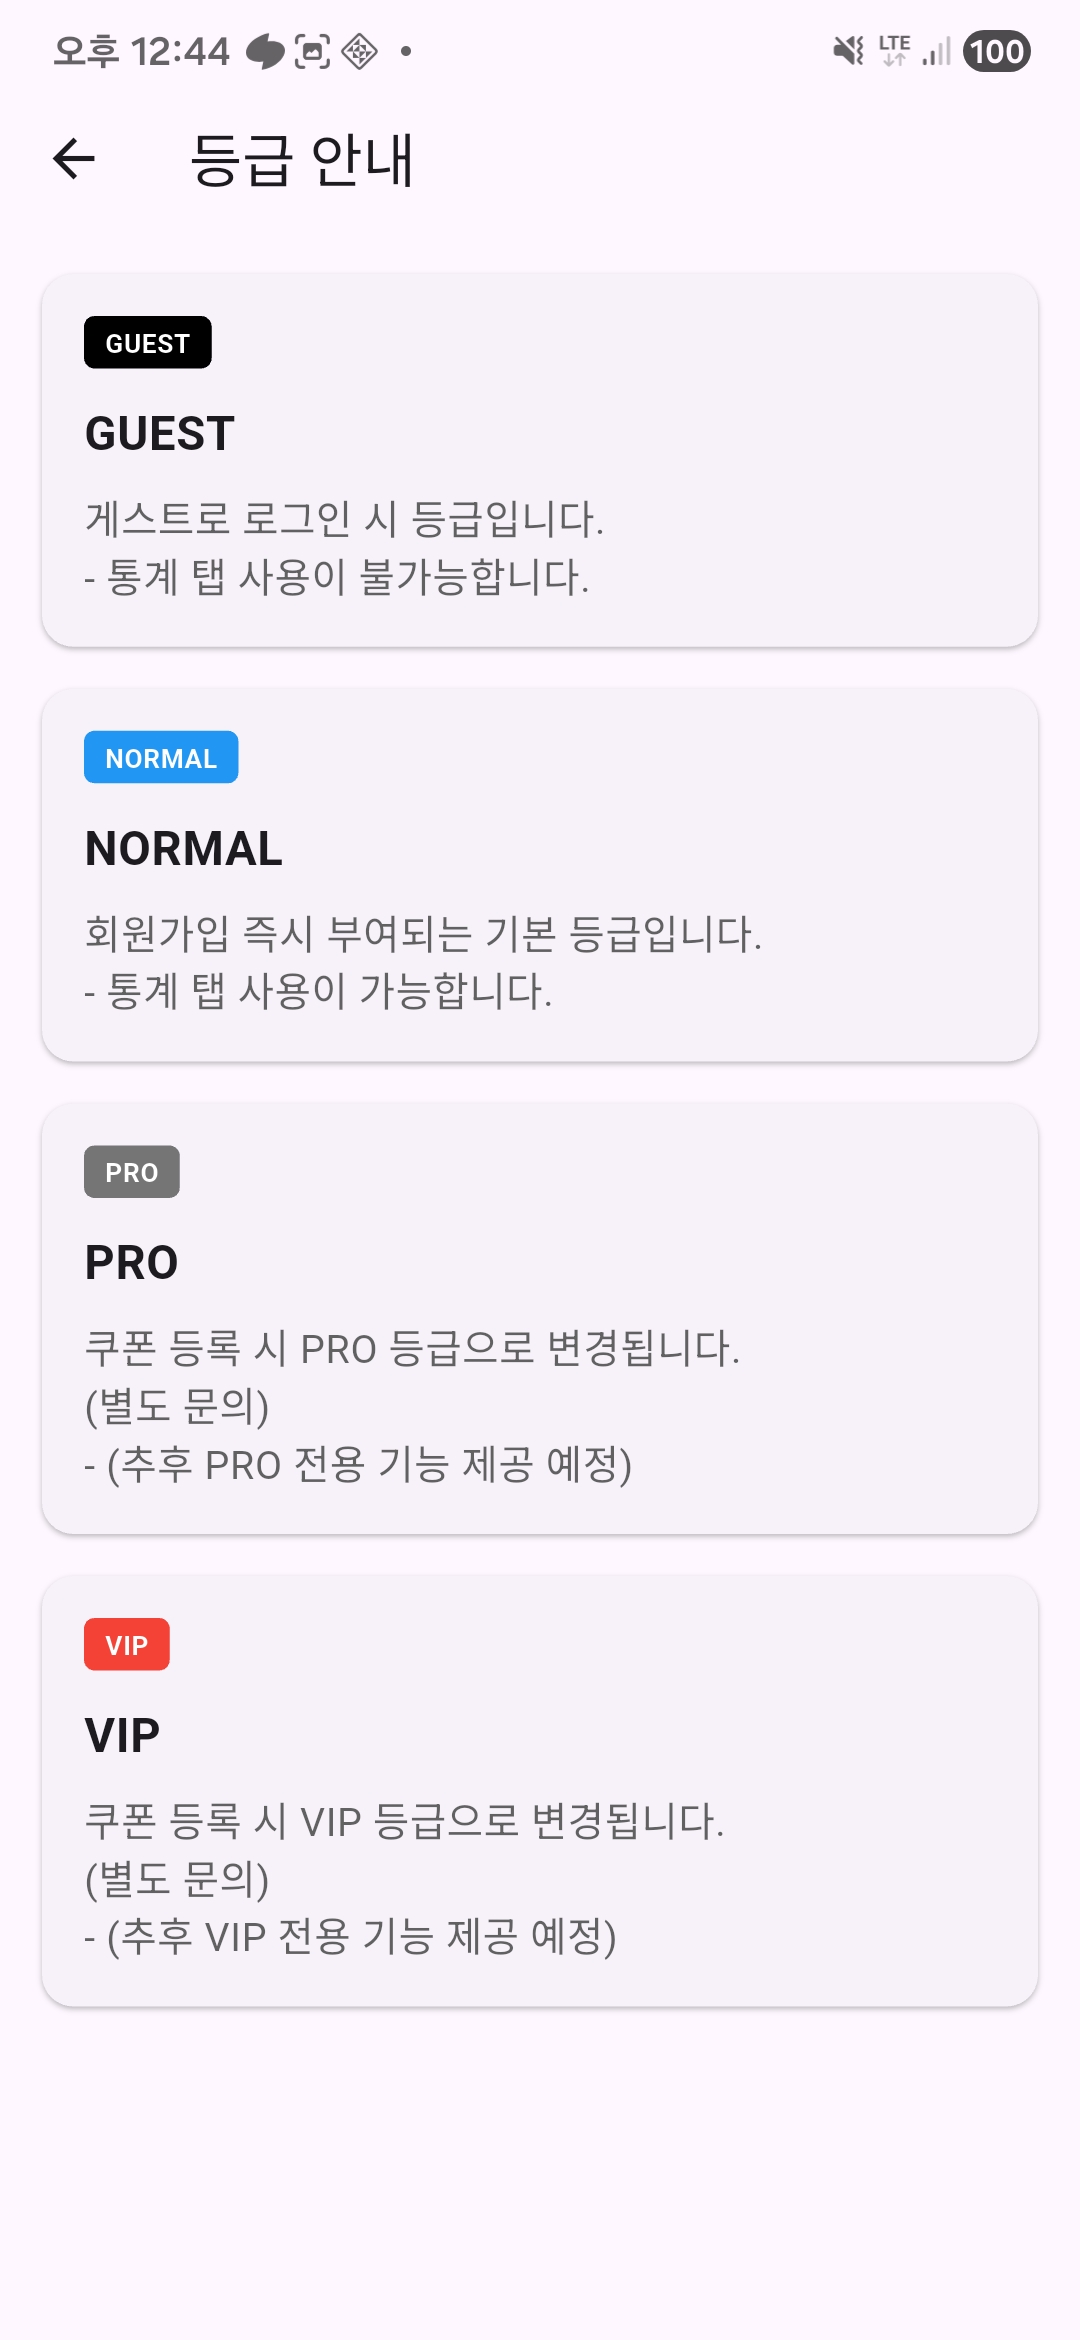 오후 12:44
LTE
100
등급 안내
GUEST
GUEST
게스트로 로그인 시 등급입니다.
- 통계 탭 사용이 불가능합니다.
NORMAL
NORMAL
회원가입 즉시 부여되는 기본 등급입니다.
- 통계 탭 사용이 가능합니다.
PRO
PRO
쿠폰 등록 시 PRO 등급으로 변경됩니다.
(별도 문의)
- (추후 PRO 전용 기능 제공 예정)
VIP
VIP
쿠폰 등록 시 VIP 등급으로 변경됩니다.
(별도 문의)
- (추후 VIP 전용 기능 제공 예정)